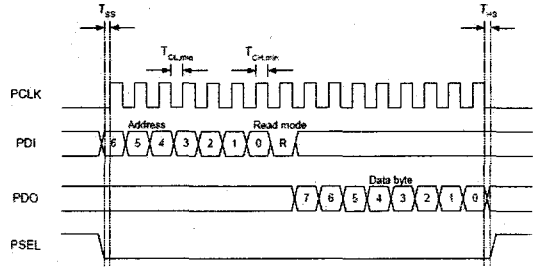 TSS
THS
TCL,min
TCH,min
PCLK
Address
Read mode
PDI
6 5 4 3 2 1 0 R
Data byte
PDO
7 6 5 4 3 2 1 0
PSEL